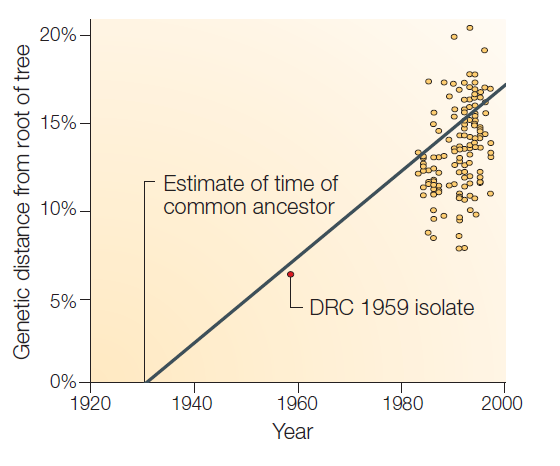 Genetic distance from root of tree
20%
15%
10%
5%
0%
Estimate of time of
common ancestor
DRC 1959 isolate
1920 1940 1960 1980 2000
Year